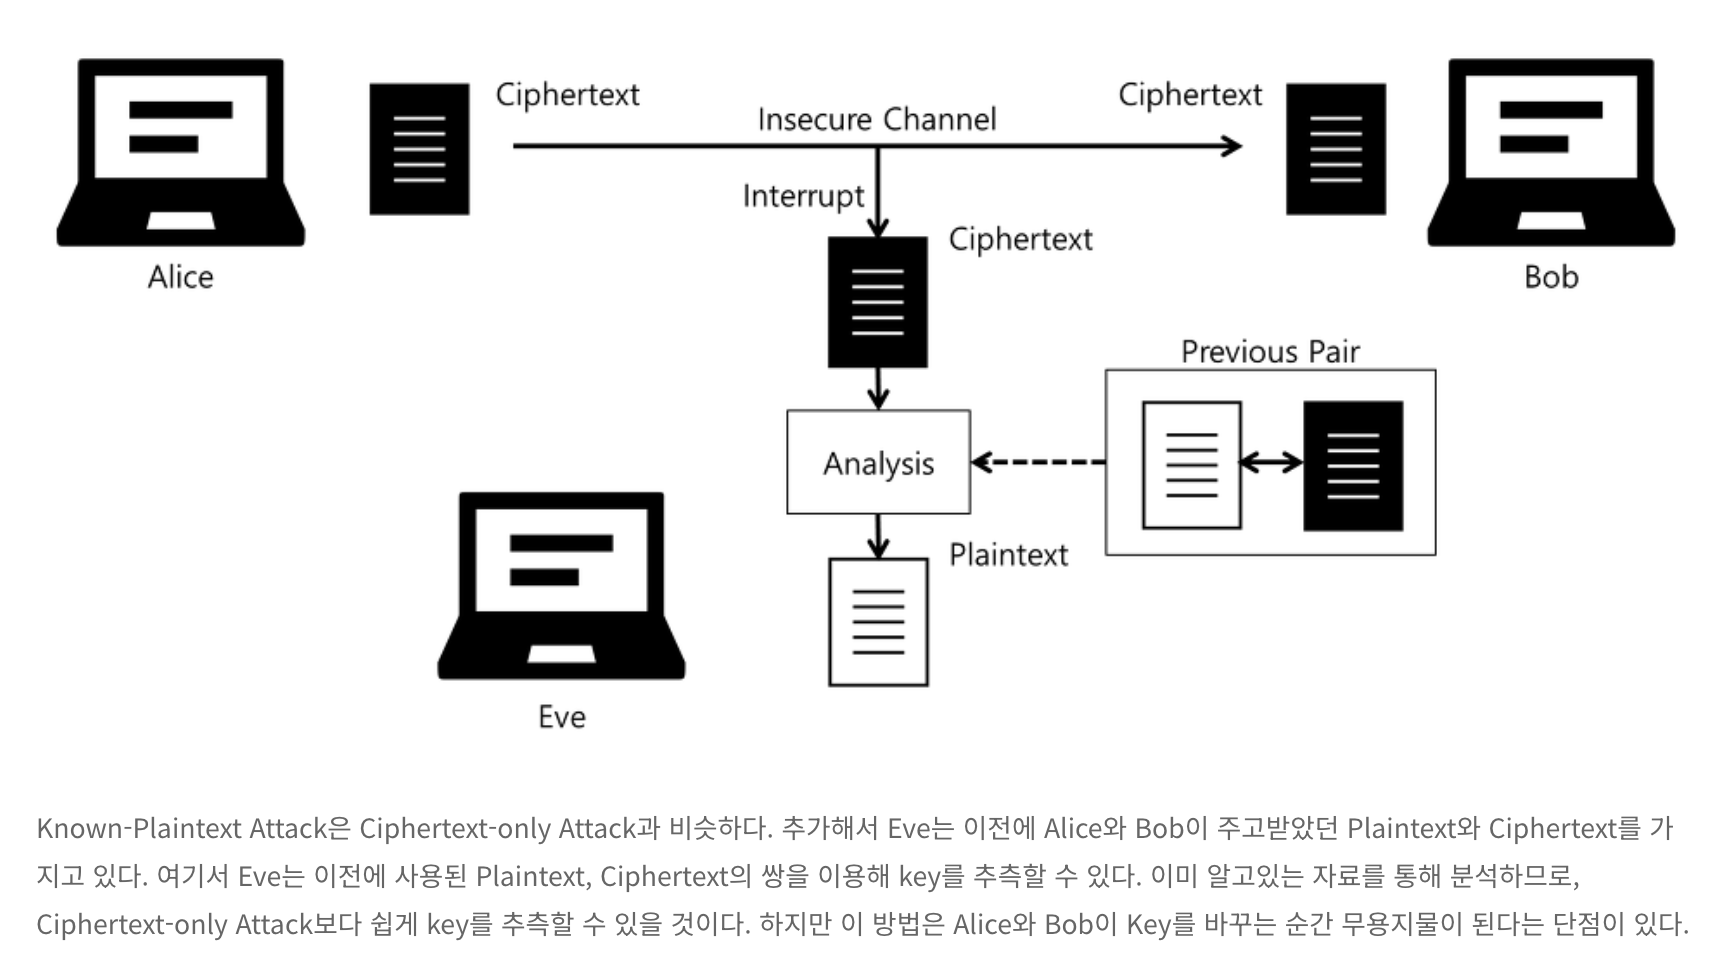 Ciphertext
Insecure Channel
Ciphertext
Interrupt
Ciphertext
Alice
Bob
Previous Pair
Analysis
Plaintext
Eve
Known-Plaintext Attack은 Ciphertext-only Attack과 비슷하다. 추가해서 Eve는 이전에 Alice와 Bob이 주고받았던 Plaintext와 Ciphertext를 가
지고 있다. 여기서 Eve는 이전에 사용된 Plaintext, Ciphertext의 쌍을 이용해 key를 추측할 수 있다. 이미 알고있는 자료를 통해 분석하므로,
Ciphertext-only Attack보다 쉽게 key를 추측할 수 있을 것이다. 하지만 이 방법은 Alice와 Bob이 Key를 바꾸는 순간 무용지물이 된다는 단점이 있다.